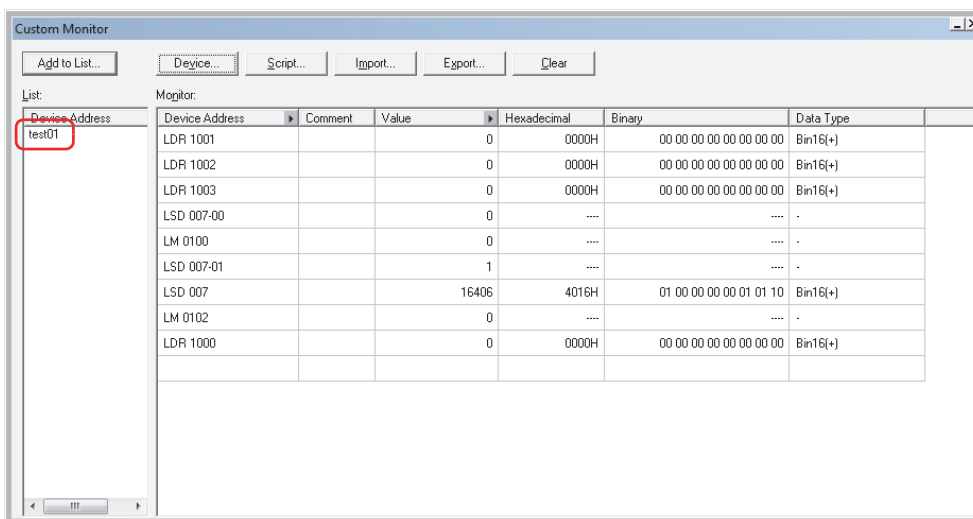 Custom Monitor
Add to List... Device... Script... Import... Export... Clear
List: Monitor:
Device Address Device Address Comment Value Hexadecimal Binary Data Type
test01 LDR 1001 0 0000H 00 00 00 00 00 00 00 00 Bin16(+)
LDR 1002 0 0000H 00 00 00 00 00 00 00 00 Bin16(+)
LDR 1003 0 0000H 00 00 00 00 00 00 00 00 Bin16(+)
LSD 007-00 0 ---- ---- -
LM 0100 0 ---- ---- -
LSD 007-01 1 ---- ---- -
LSD 007 16406 4016H 01 00 00 00 00 01 01 10 Bin16(+)
LM 0102 0 ---- ---- -
LDR 1000 0 0000H 00 00 00 00 00 00 00 00 Bin16(+)